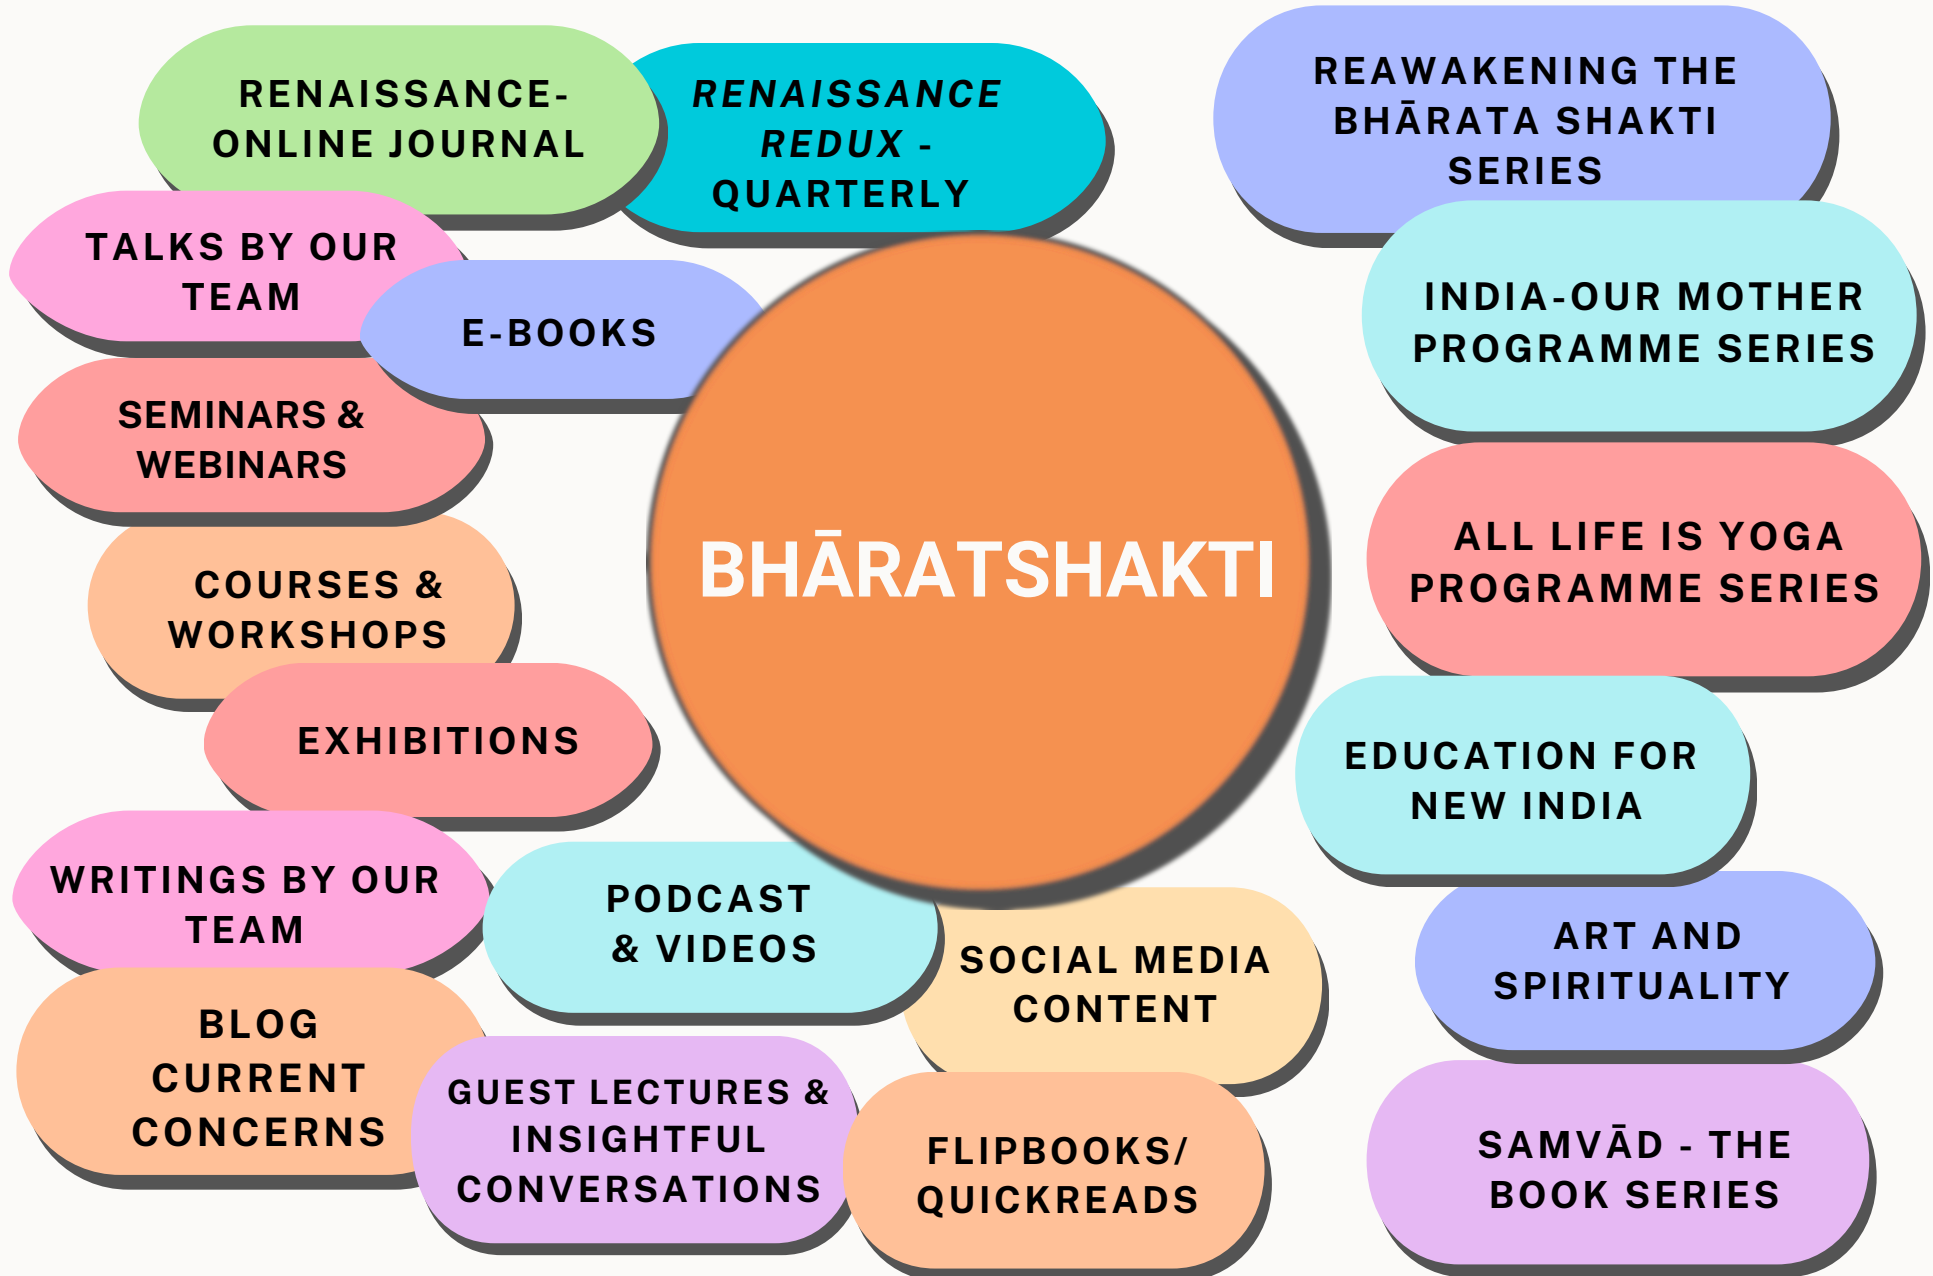 RENAISSANCE-
ONLINE JOURNAL
RENAISSANCE
REDUX -
QUARTERLY
REAWAKENING THE
BHĀRATA SHAKTI
SERIES
TALKS BY OUR
TEAM
E-BOOKS
INDIA-OUR MOTHER
PROGRAMME SERIES
SEMINARS &
WEBINARS
BHĀRATSHAKTI
ALL LIFE IS YOGA
PROGRAMME SERIES
COURSES &
WORKSHOPS
EXHIBITIONS
EDUCATION FOR
NEW INDIA
WRITINGS BY OUR
TEAM
PODCAST
& VIDEOS
SOCIAL MEDIA
CONTENT
ART AND
SPIRITUALITY
BLOG
CURRENT
CONCERNS
GUEST LECTURES &
INSIGHTFUL
CONVERSATIONS
FLIPBOOKS/
QUICKREADS
SAMVĀD - THE
BOOK SERIES